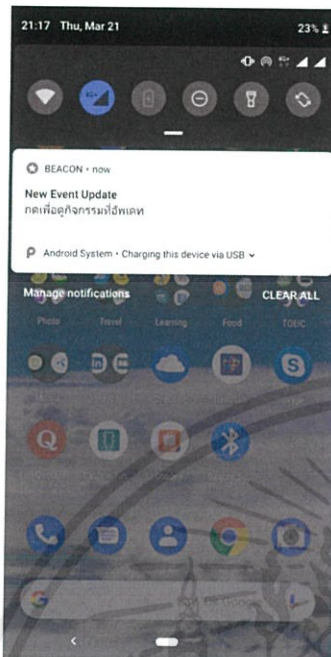 21:17 Thu, Mar 21
23%
BEACON • now
New Event Update
กดเพื่อดูกิจกรรมที่อัพเดท
Android System • Charging this device via USB
Manage notifications
CLEAR ALL
Photo
Travel
Learning
Food
TOEIC